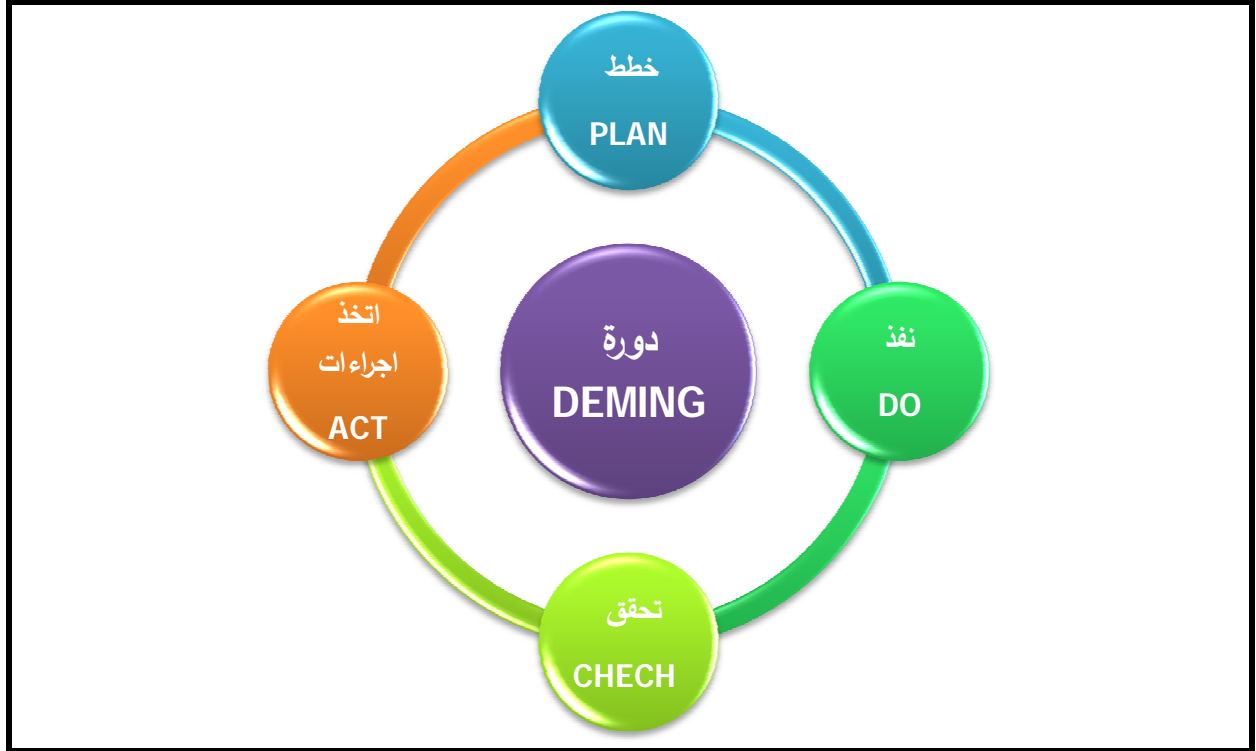 خطط
PLAN
نفذ
DO
تحقق
CHECH
اتخذ
اجراءات
ACT
دورة
DEMING